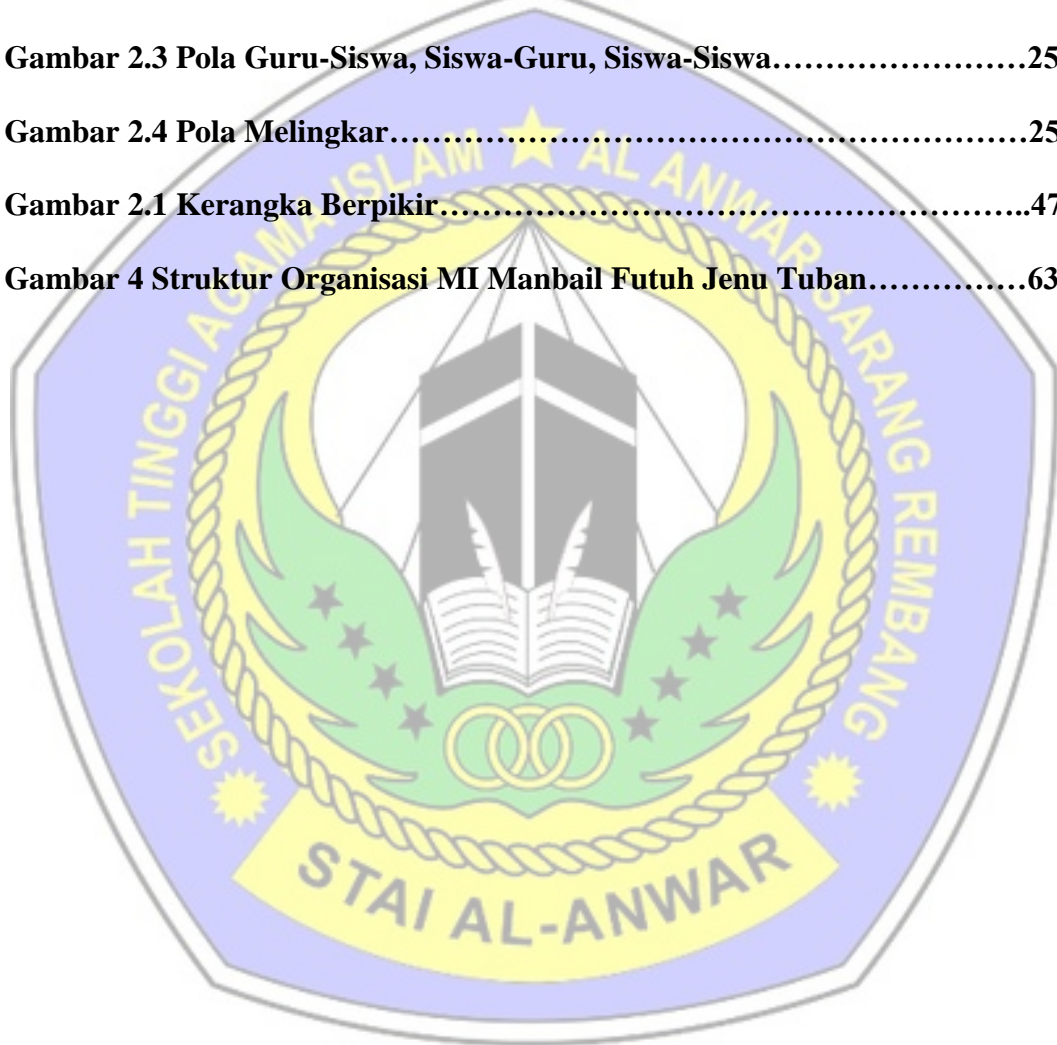 Gambar 2.3 Pola Guru-Siswa, Siswa-Guru, Siswa-Siswa……………………25
Gambar 2.4 Pola Melingkar……………………………………………………25
Gambar 2.1 Kerangka Berpikir………………………………………………..47
Gambar 4 Struktur Organisasi MI Manbail Futuh Jenu Tuban……………63
SEKOLAH TINGGI AGAMA ISLAM ★ AL ANWAR SARANG REMBANG
STAI AL-ANWAR